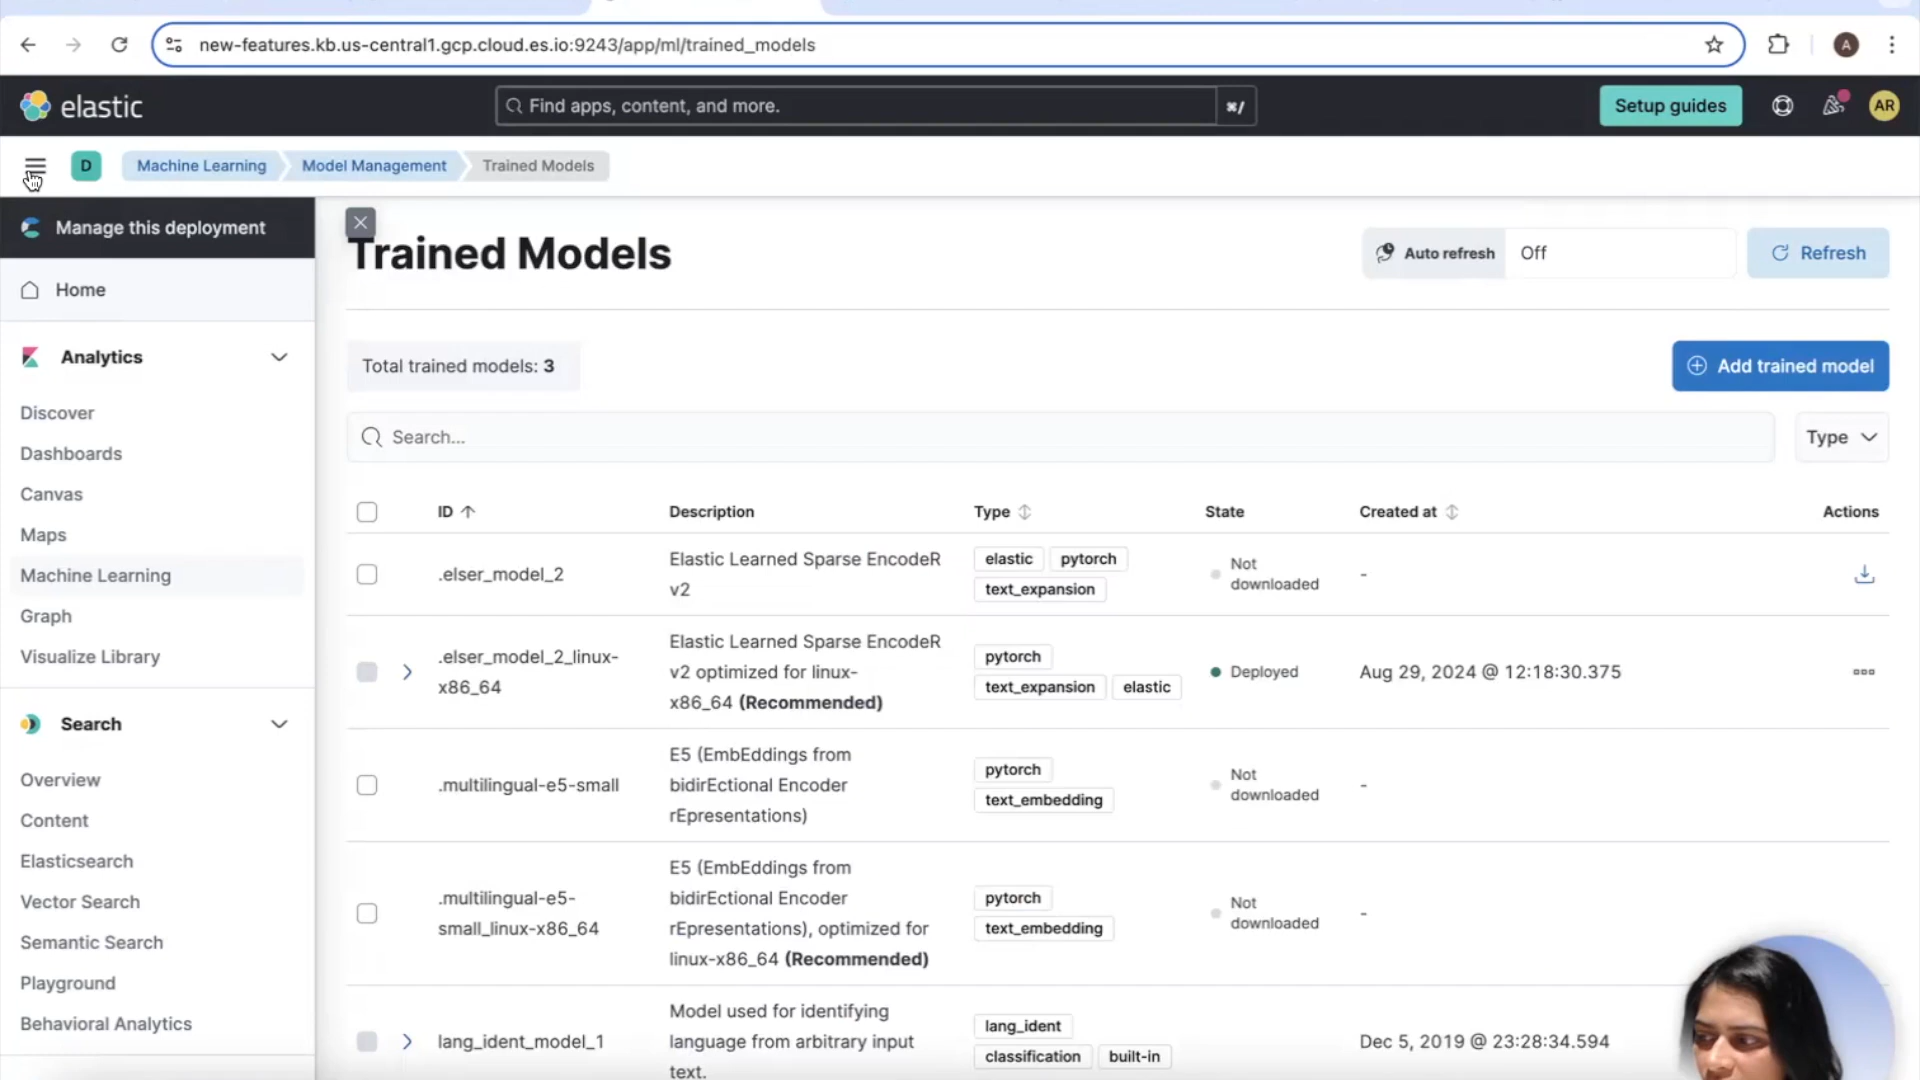 new-features.kb.us-central1.gcp.cloud.es.io:9243/app/ml/trained_models
A
elastic
Find apps, content, and more.
⌘/
Setup guides
AR
D
Machine Learning
Model Management
Trained Models
Manage this deployment
Home
Analytics
Discover
Dashboards
Canvas
Maps
Machine Learning
Graph
Visualize Library
Search
Overview
Content
Elasticsearch
Vector Search
Semantic Search
Playground
Behavioral Analytics
Trained Models
Auto refresh
Off
Refresh
Total trained models: 3
Add trained model
Search...
Type
ID
Description
Type
State
Created at
Actions
.elser_model_2
Elastic Learned Sparse EncodeR
v2
elastic
pytorch
text_expansion
Not
downloaded
-
.elser_model_2_linux-
x86_64
Elastic Learned Sparse EncodeR
v2 optimized for linux-
x86_64 (Recommended)
pytorch
text_expansion
elastic
Deployed
Aug 29, 2024 @ 12:18:30.375
.multilingual-e5-small
E5 (EmbEddings from
bidirEctional Encoder
rEpresentations)
pytorch
text_embedding
Not
downloaded
-
.multilingual-e5-
small_linux-x86_64
E5 (EmbEddings from
bidirEctional Encoder
rEpresentations), optimized for
linux-x86_64 (Recommended)
pytorch
text_embedding
Not
downloaded
-
lang_ident_model_1
Model used for identifying
language from arbitrary input
text.
lang_ident
classification
built-in
Dec 5, 2019 @ 23:28:34.594